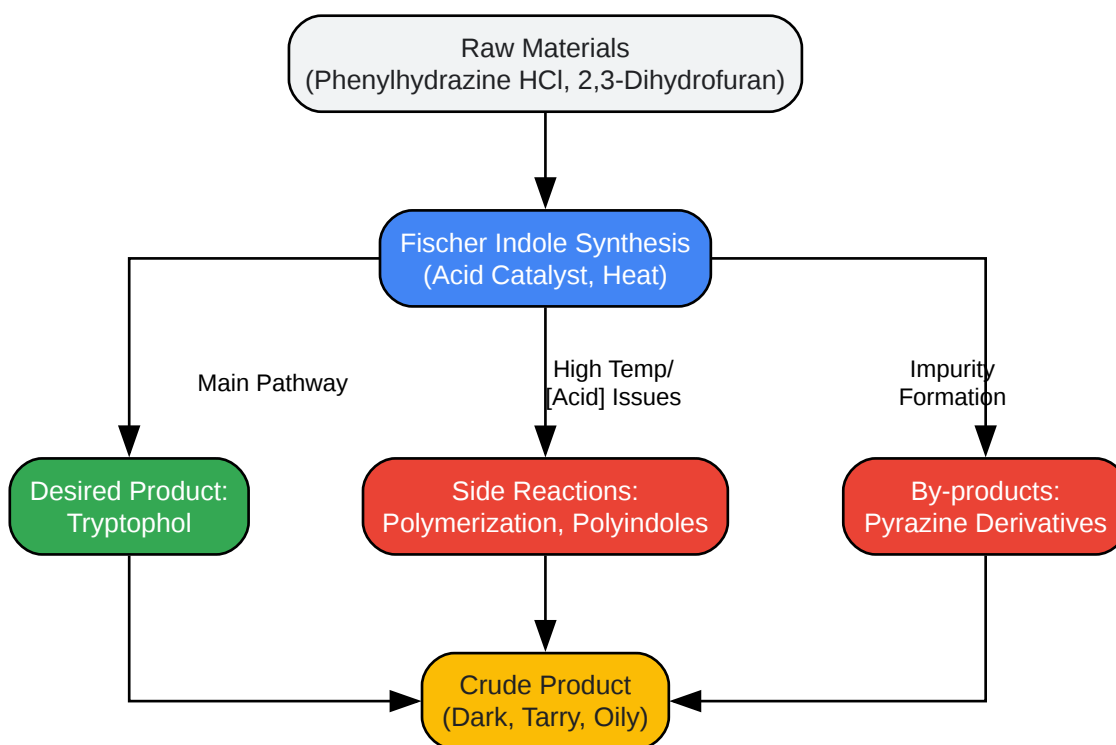 Raw Materials
(Phenylhydrazine HCl, 2,3-Dihydrofuran)
Fischer Indole Synthesis
(Acid Catalyst, Heat)
Main Pathway
High Temp/
[Acid] Issues
Impurity
Formation
Desired Product:
Tryptophol
Side Reactions:
Polymerization, Polyindoles
By-products:
Pyrazine Derivatives
Crude Product
(Dark, Tarry, Oily)